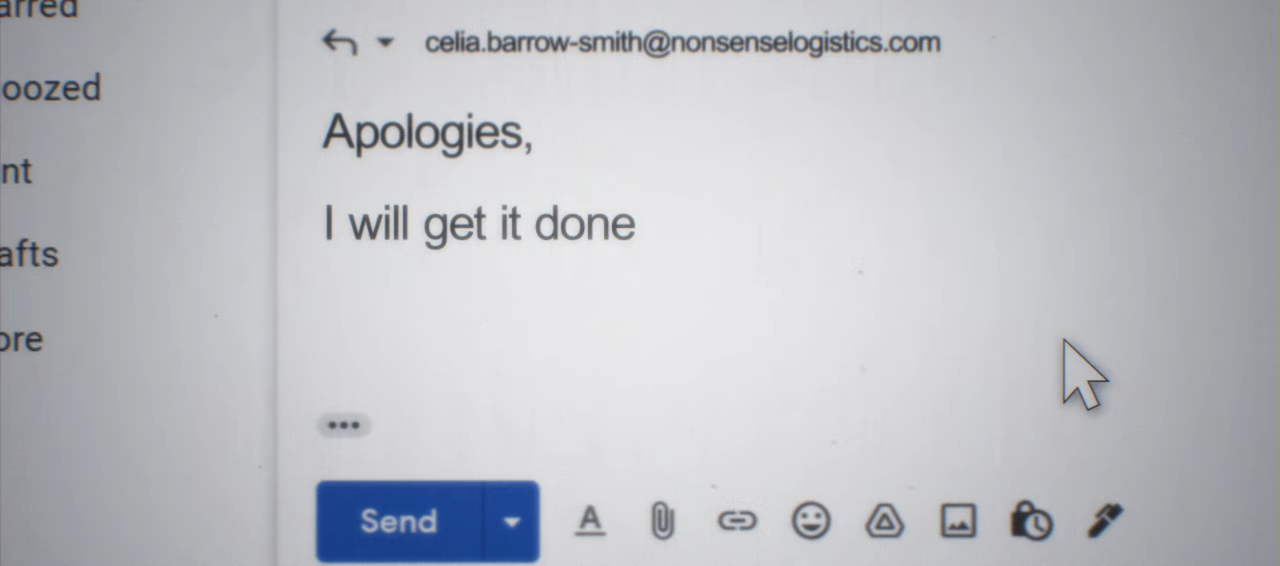 arred
celia.barrow-smith@nonsenselogistics.com
oozed
Apologies,
nt
I will get it done
afts
ore
Send